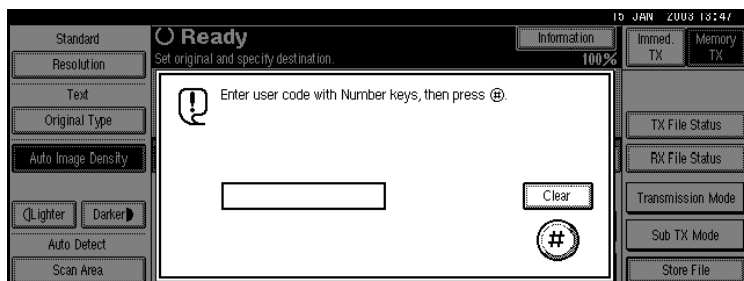 15 JAN 2003 13:47
Standard
Resolution
Text
Original Type
Auto Image Density
Lighter
Darker
Auto Detect
Scan Area
Ready
Set original and specify destination.
Information
100%
Enter user code with Number keys, then press #.
Clear
#
Immed. TX
Memory TX
TX File Status
RX File Status
Transmission Mode
Sub TX Mode
Store File